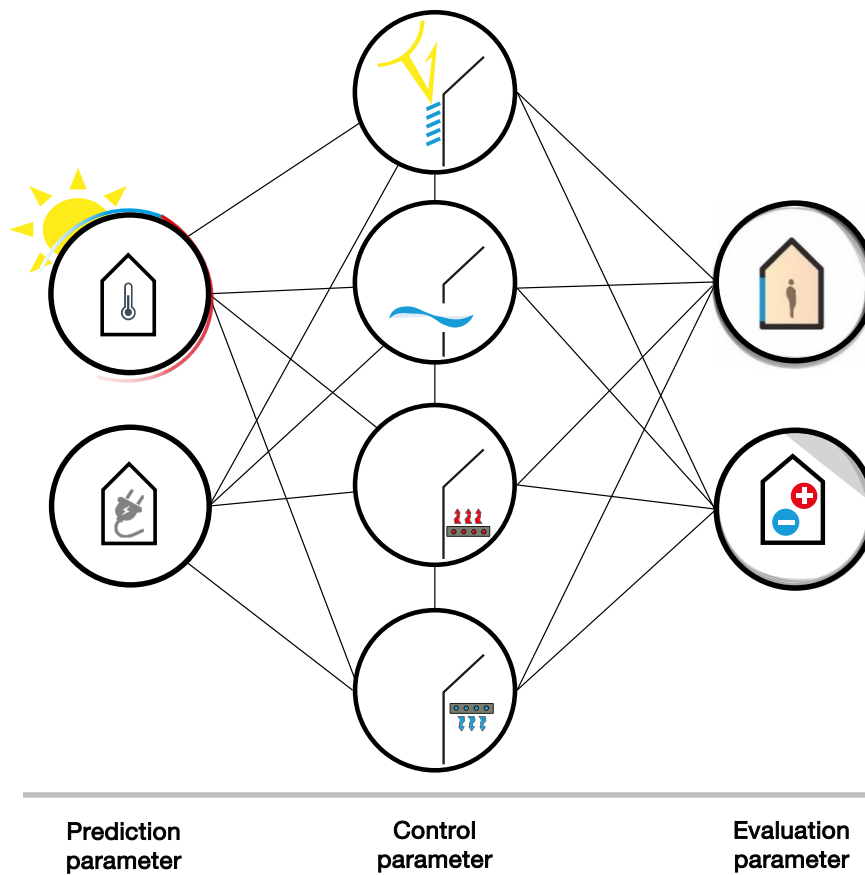 Prediction
parameter
Control
parameter
Evaluation
parameter